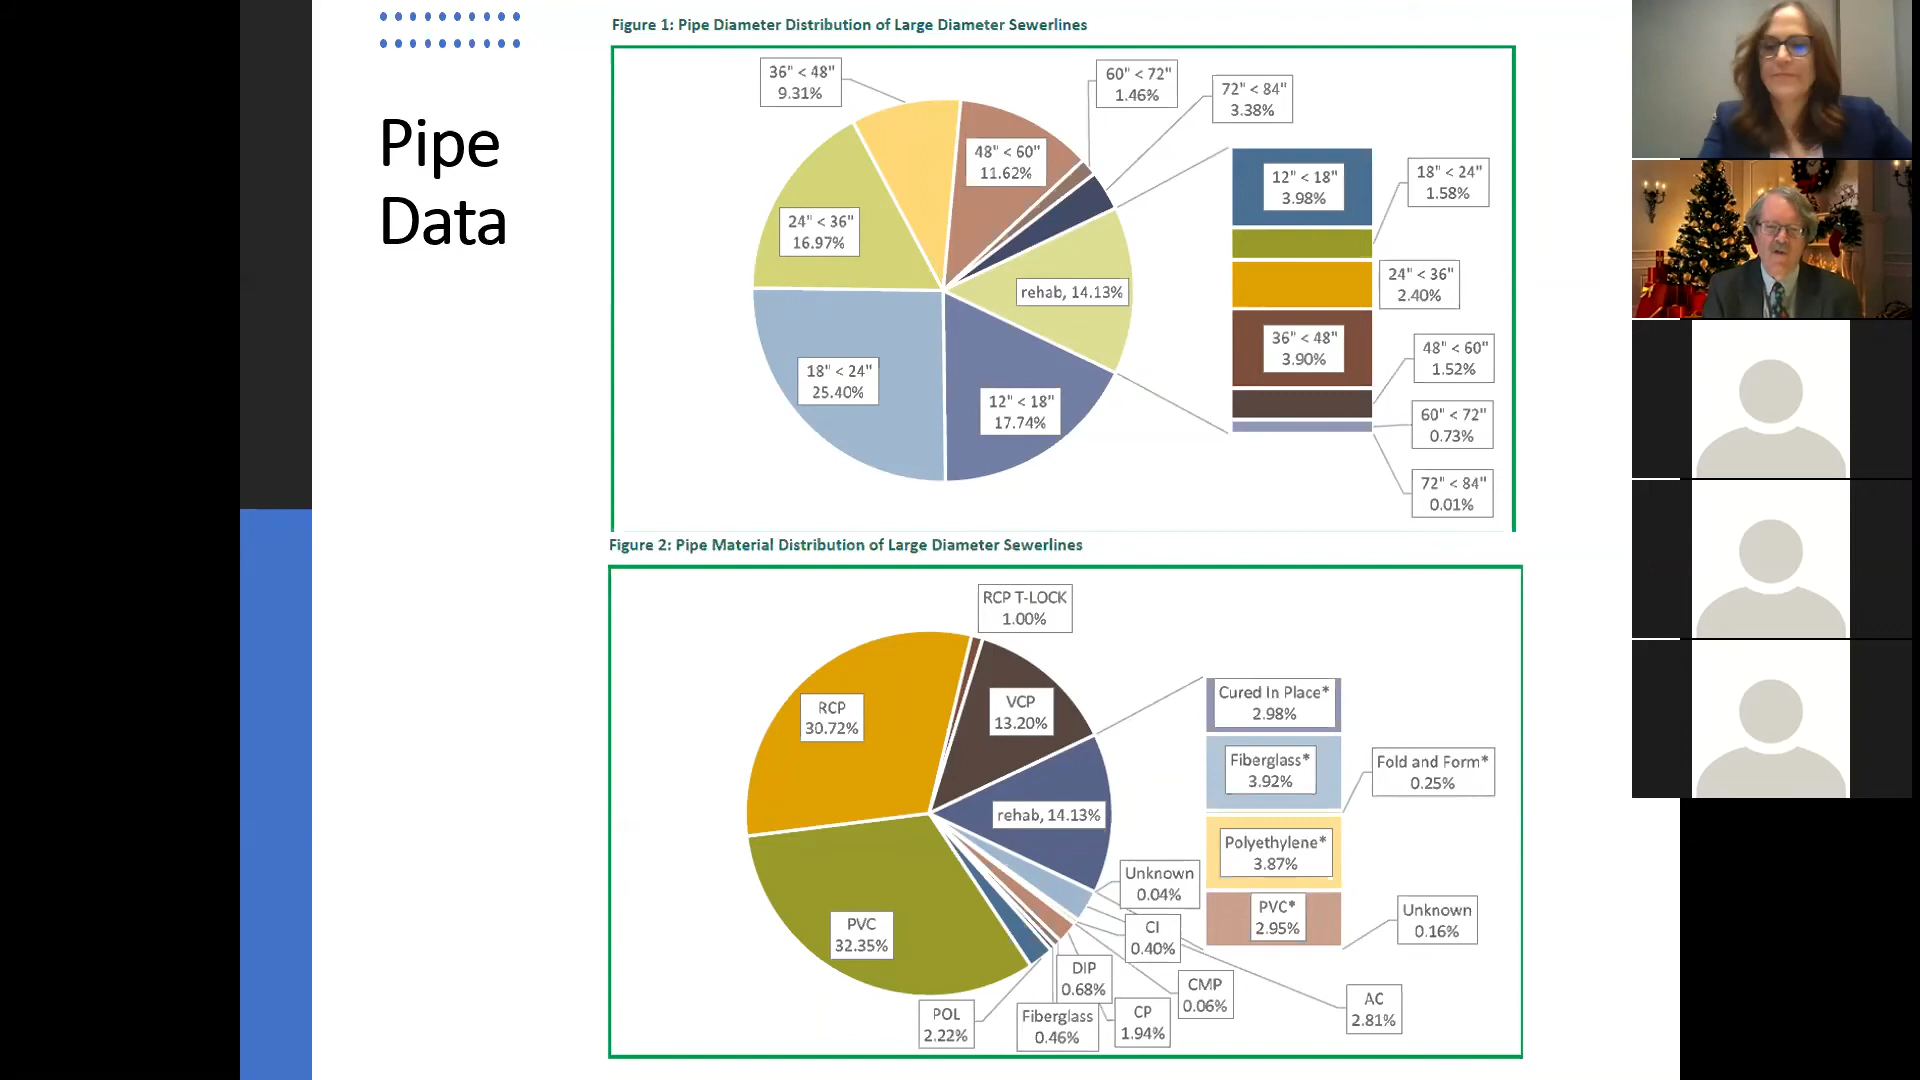 Pipe
Data
Figure 1: Pipe Diameter Distribution of Large Diameter Sewerlines
36" < 48"
9.31%
60" < 72"
1.46%
72" < 84"
3.38%
48" < 60"
11.62%
24" < 36"
16.97%
rehab, 14.13%
18" < 24"
25.40%
12" < 18"
17.74%
12" < 18"
3.98%
18" < 24"
1.58%
24" < 36"
2.40%
36" < 48"
3.90%
48" < 60"
1.52%
60" < 72"
0.73%
72" < 84"
0.01%
Figure 2: Pipe Material Distribution of Large Diameter Sewerlines
RCP T-LOCK
1.00%
RCP
30.72%
VCP
13.20%
rehab, 14.13%
PVC
32.35%
POL
2.22%
Fiberglass
0.46%
DIP
0.68%
CP
1.94%
CMP
0.06%
CI
0.40%
Unknown
0.04%
AC
2.81%
Cured In Place*
2.98%
Fiberglass*
3.92%
Fold and Form*
0.25%
Polyethylene*
3.87%
PVC*
2.95%
Unknown
0.16%